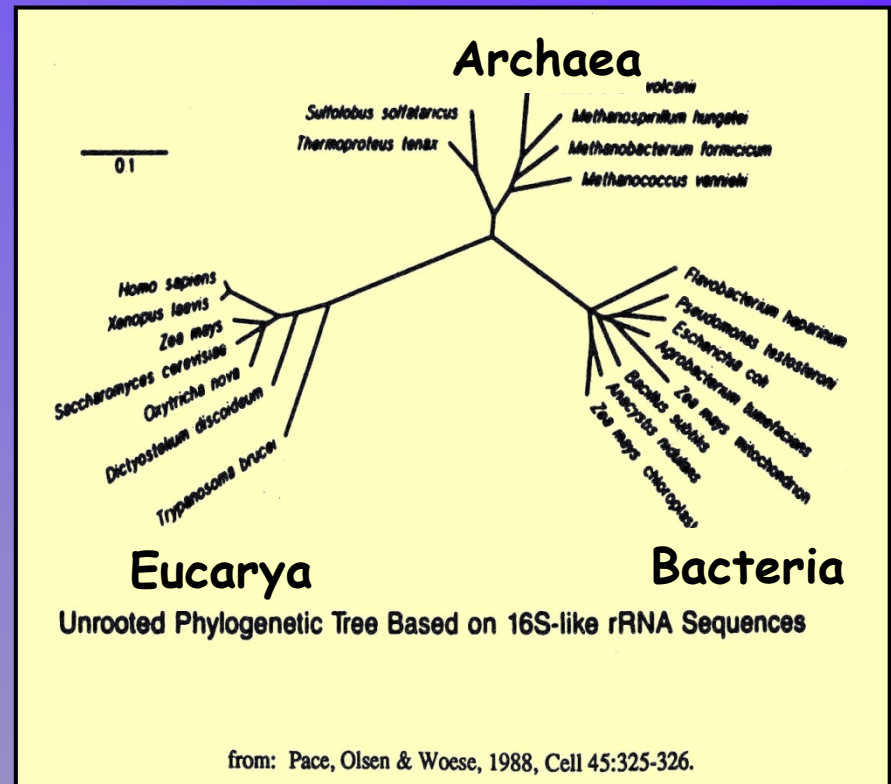 Archaea
volcanii
Sulfolobus solfataricus
Methanospirillum hungatei
Thermoproteus tenax
Methanobacterium formicicum
Methanococcus vannielii
0.1
Homo sapiens
Xenopus laevis
Zea mays
Saccharomyces cerevisiae
Oxytricha nova
Dictyostelium discoideum
Trypanosoma brucei
Flavobacterium heparinum
Pseudomonas testosteroni
Escherichia coli
Agrobacterium tumefaciens
Zea mays mitochondrion
Bacillus subtilis
Anacystis nidulans
Zea mays chloroplast
Eucarya
Bacteria
Unrooted Phylogenetic Tree Based on 16S-like rRNA Sequences
from: Pace, Olsen & Woese, 1988, Cell 45:325-326.